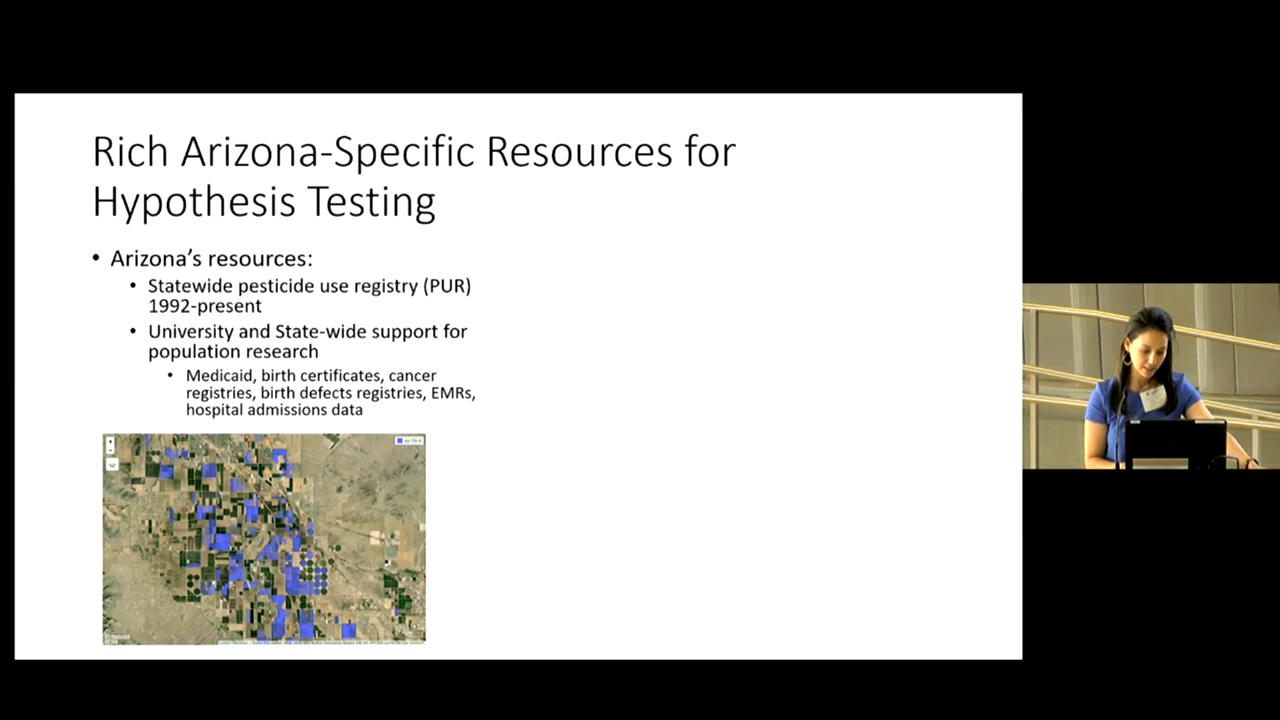 Rich Arizona-Specific Resources for
Hypothesis Testing
• Arizona’s resources:
• Statewide pesticide use registry (PUR)
1992-present
• University and State-wide support for
population research
• Medicaid, birth certificates, cancer
registries, birth defects registries, EMRs,
hospital admissions data